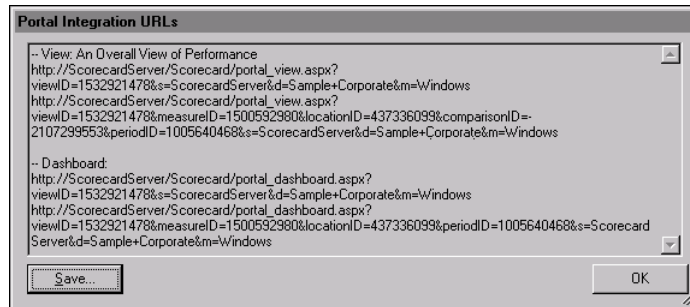 Portal Integration URLs
-- View: An Overall View of Performance
http://ScorecardServer/Scorecard/portal_view.aspx?
viewID=1532921478&s=ScorecardServer&d=Sample+Corporate&m=Windows
http://ScorecardServer/Scorecard/portal_view.aspx?
viewID=1532921478&measureID=1500592980&locationID=437336099&comparisonID=-
2107299553&periodID=1005640468&s=ScorecardServer&d=Sample+Corporate&m=Windows
-- Dashboard:
http://ScorecardServer/Scorecard/portal_dashboard.aspx?
viewID=1532921478&s=ScorecardServer&d=Sample+Corporate&m=Windows
http://ScorecardServer/Scorecard/portal_dashboard.aspx?
viewID=1532921478&measureID=1500592980&locationID=437336099&periodID=1005640468&s=Scorecard
Server&d=Sample+Corporate&m=Windows
Save...
OK